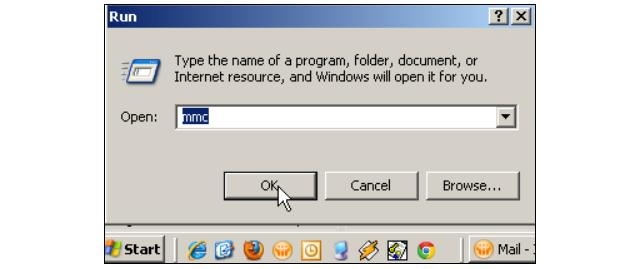 Run
Type the name of a program, folder, document, or
Internet resource, and Windows will open it for you.
Open: mmc
OK Cancel Browse...
Start Mail -